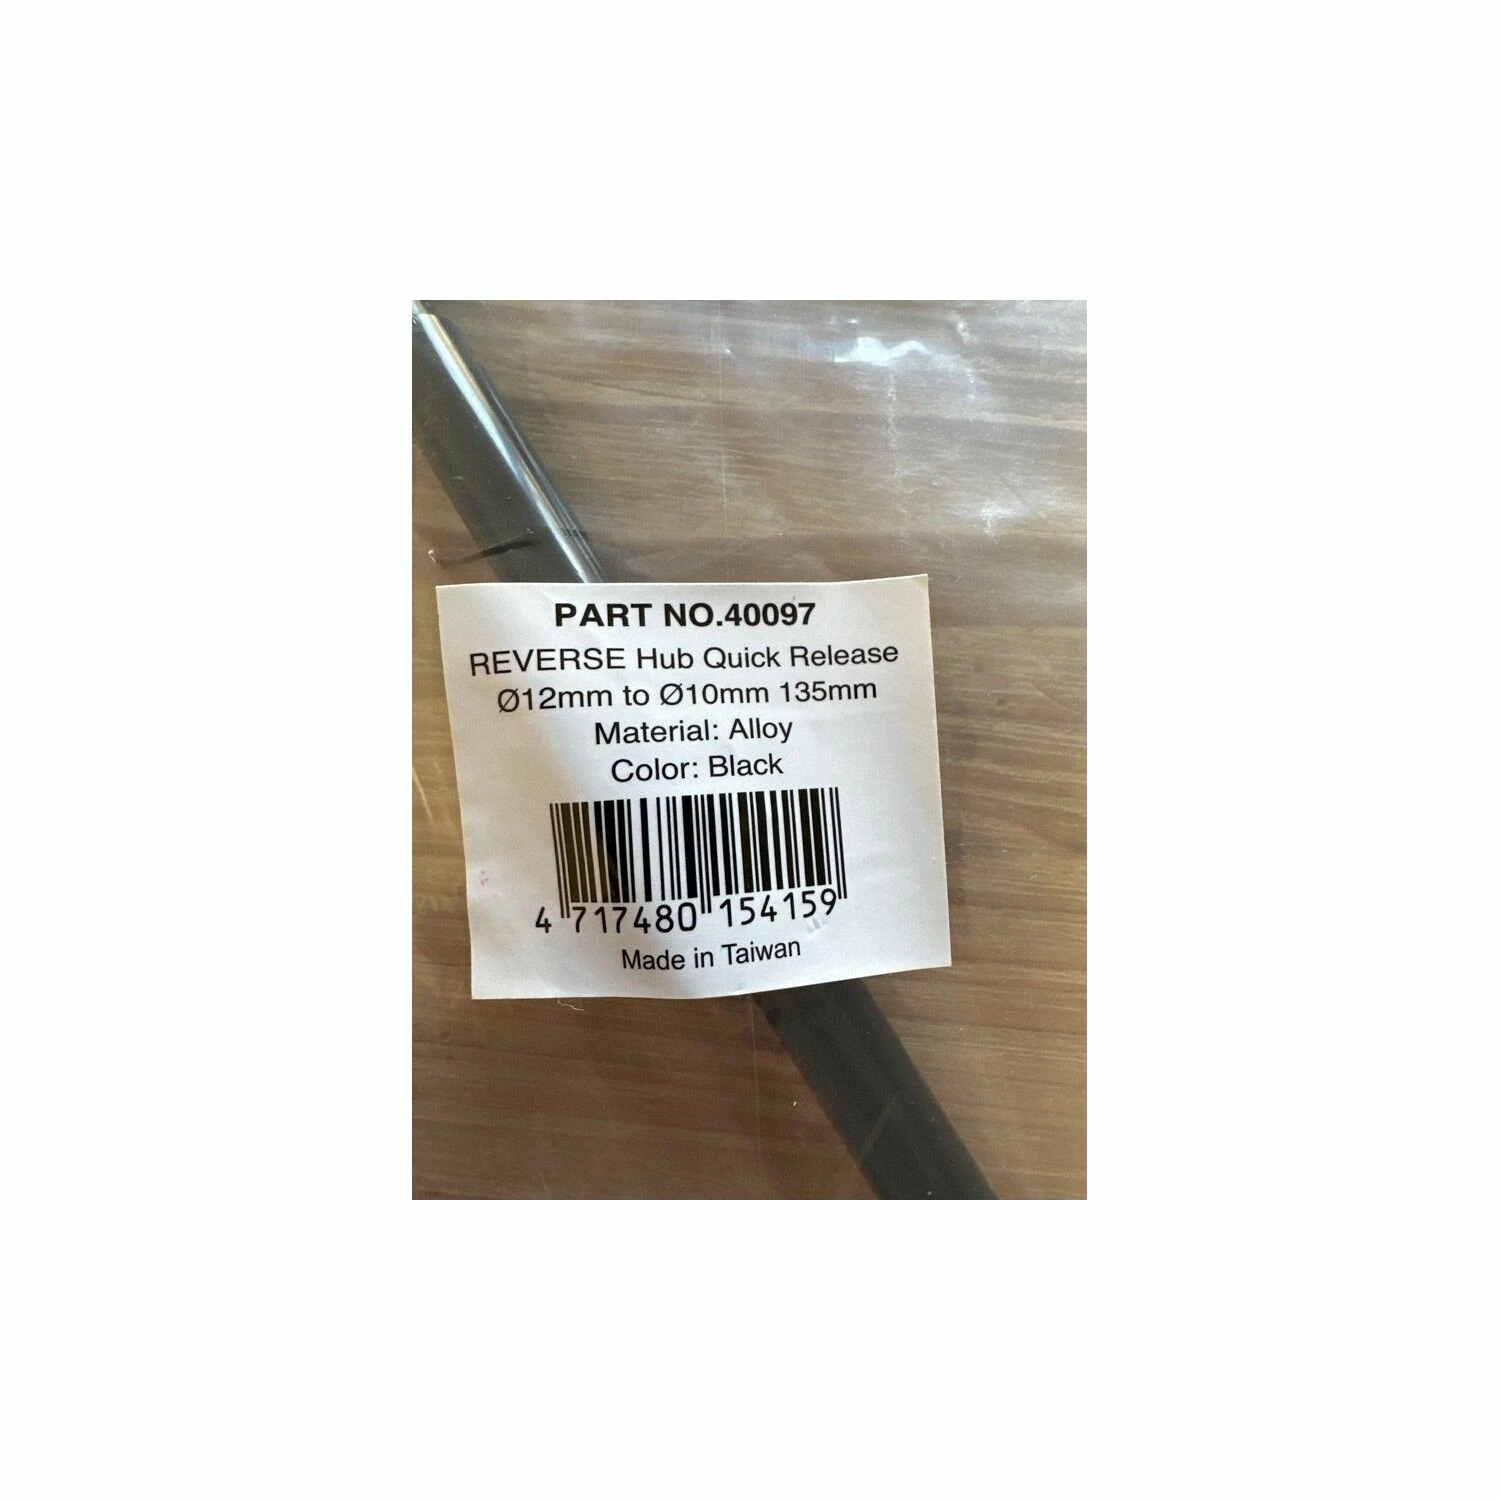 PART NO.40097
REVERSE Hub Quick Release
Ø12mm to Ø10mm 135mm
Material: Alloy
Color: Black
4 717480 154159
Made in Taiwan